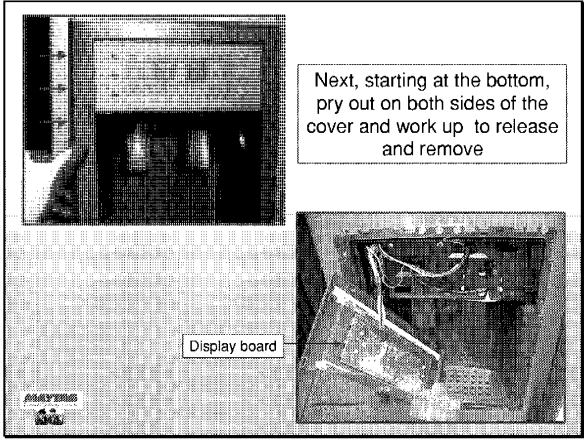 Next, starting at the bottom,
pry out on both sides of the
cover and work up to release
and remove
Display board
MAYTAG